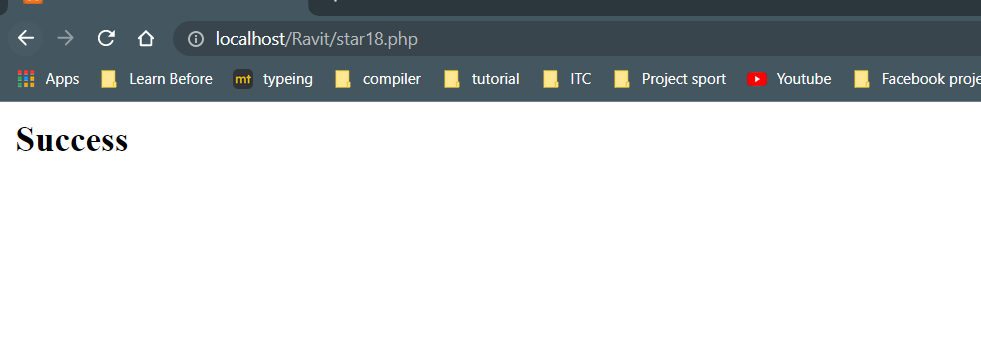 localhost/Ravit/star18.php
Apps Learn Before mt typeing compiler tutorial ITC Project sport Youtube Facebook proje
Success